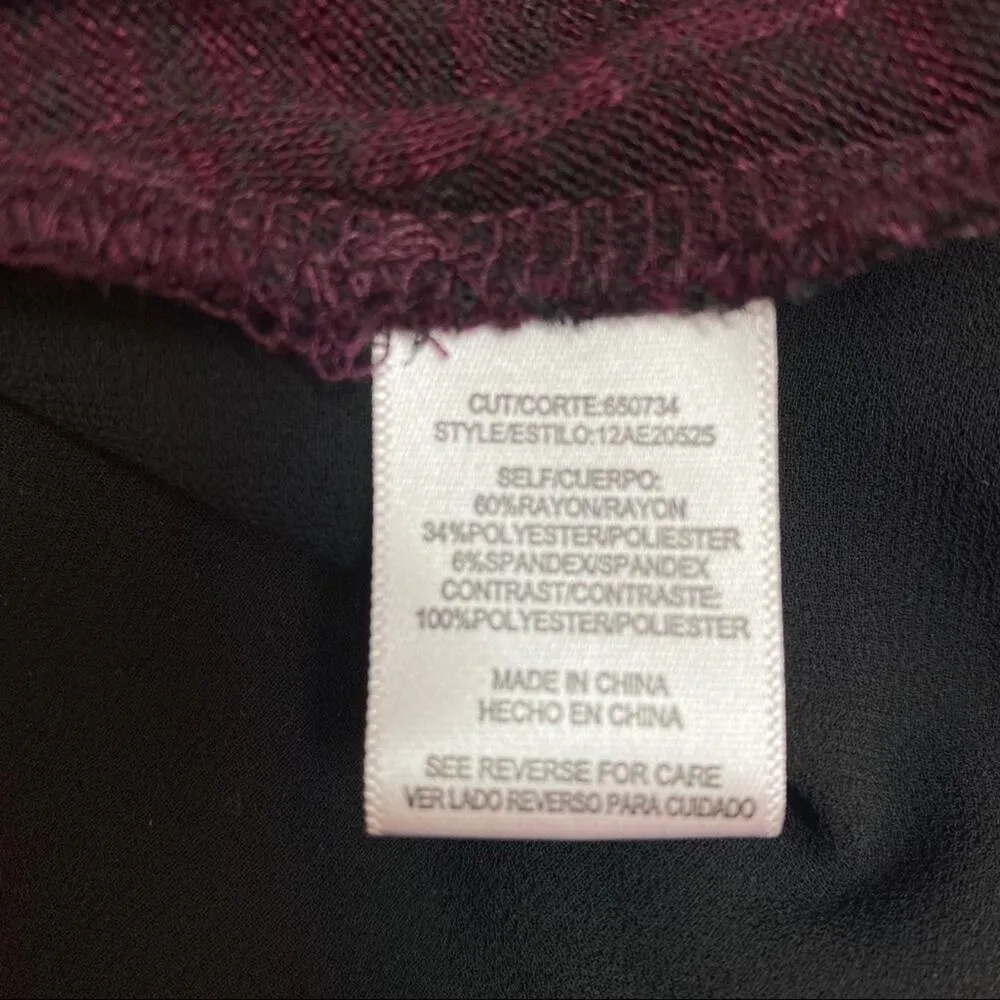 CUT/CORTE:650734
STYLE/ESTILO:12AE20525
SELF/CUERPO:
60%RAYON/RAYON
34%POLYESTER/POLIESTER
6%SPANDEX/SPANDEX
CONTRAST/CONTRASTE:
100%POLYESTER/POLIESTER
MADE IN CHINA
HECHO EN CHINA
SEE REVERSE FOR CARE
VER LADO REVERSO PARA CUIDADO